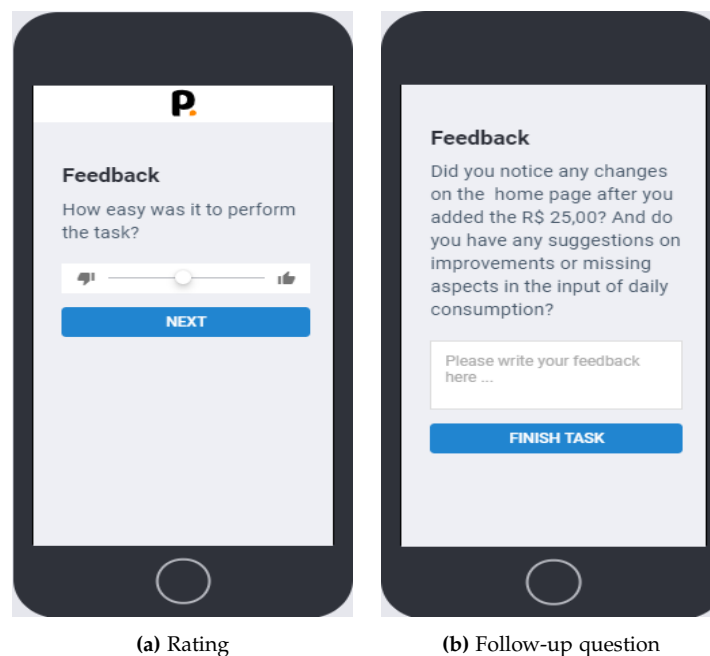 P.
Feedback
How easy was it to perform
the task?
NEXT
(a) Rating
Feedback
Did you notice any changes
on the home page after you
added the R$ 25,00? And do
you have any suggestions on
improvements or missing
aspects in the input of daily
consumption?
Please write your feedback
here ...
FINISH TASK
(b) Follow-up question